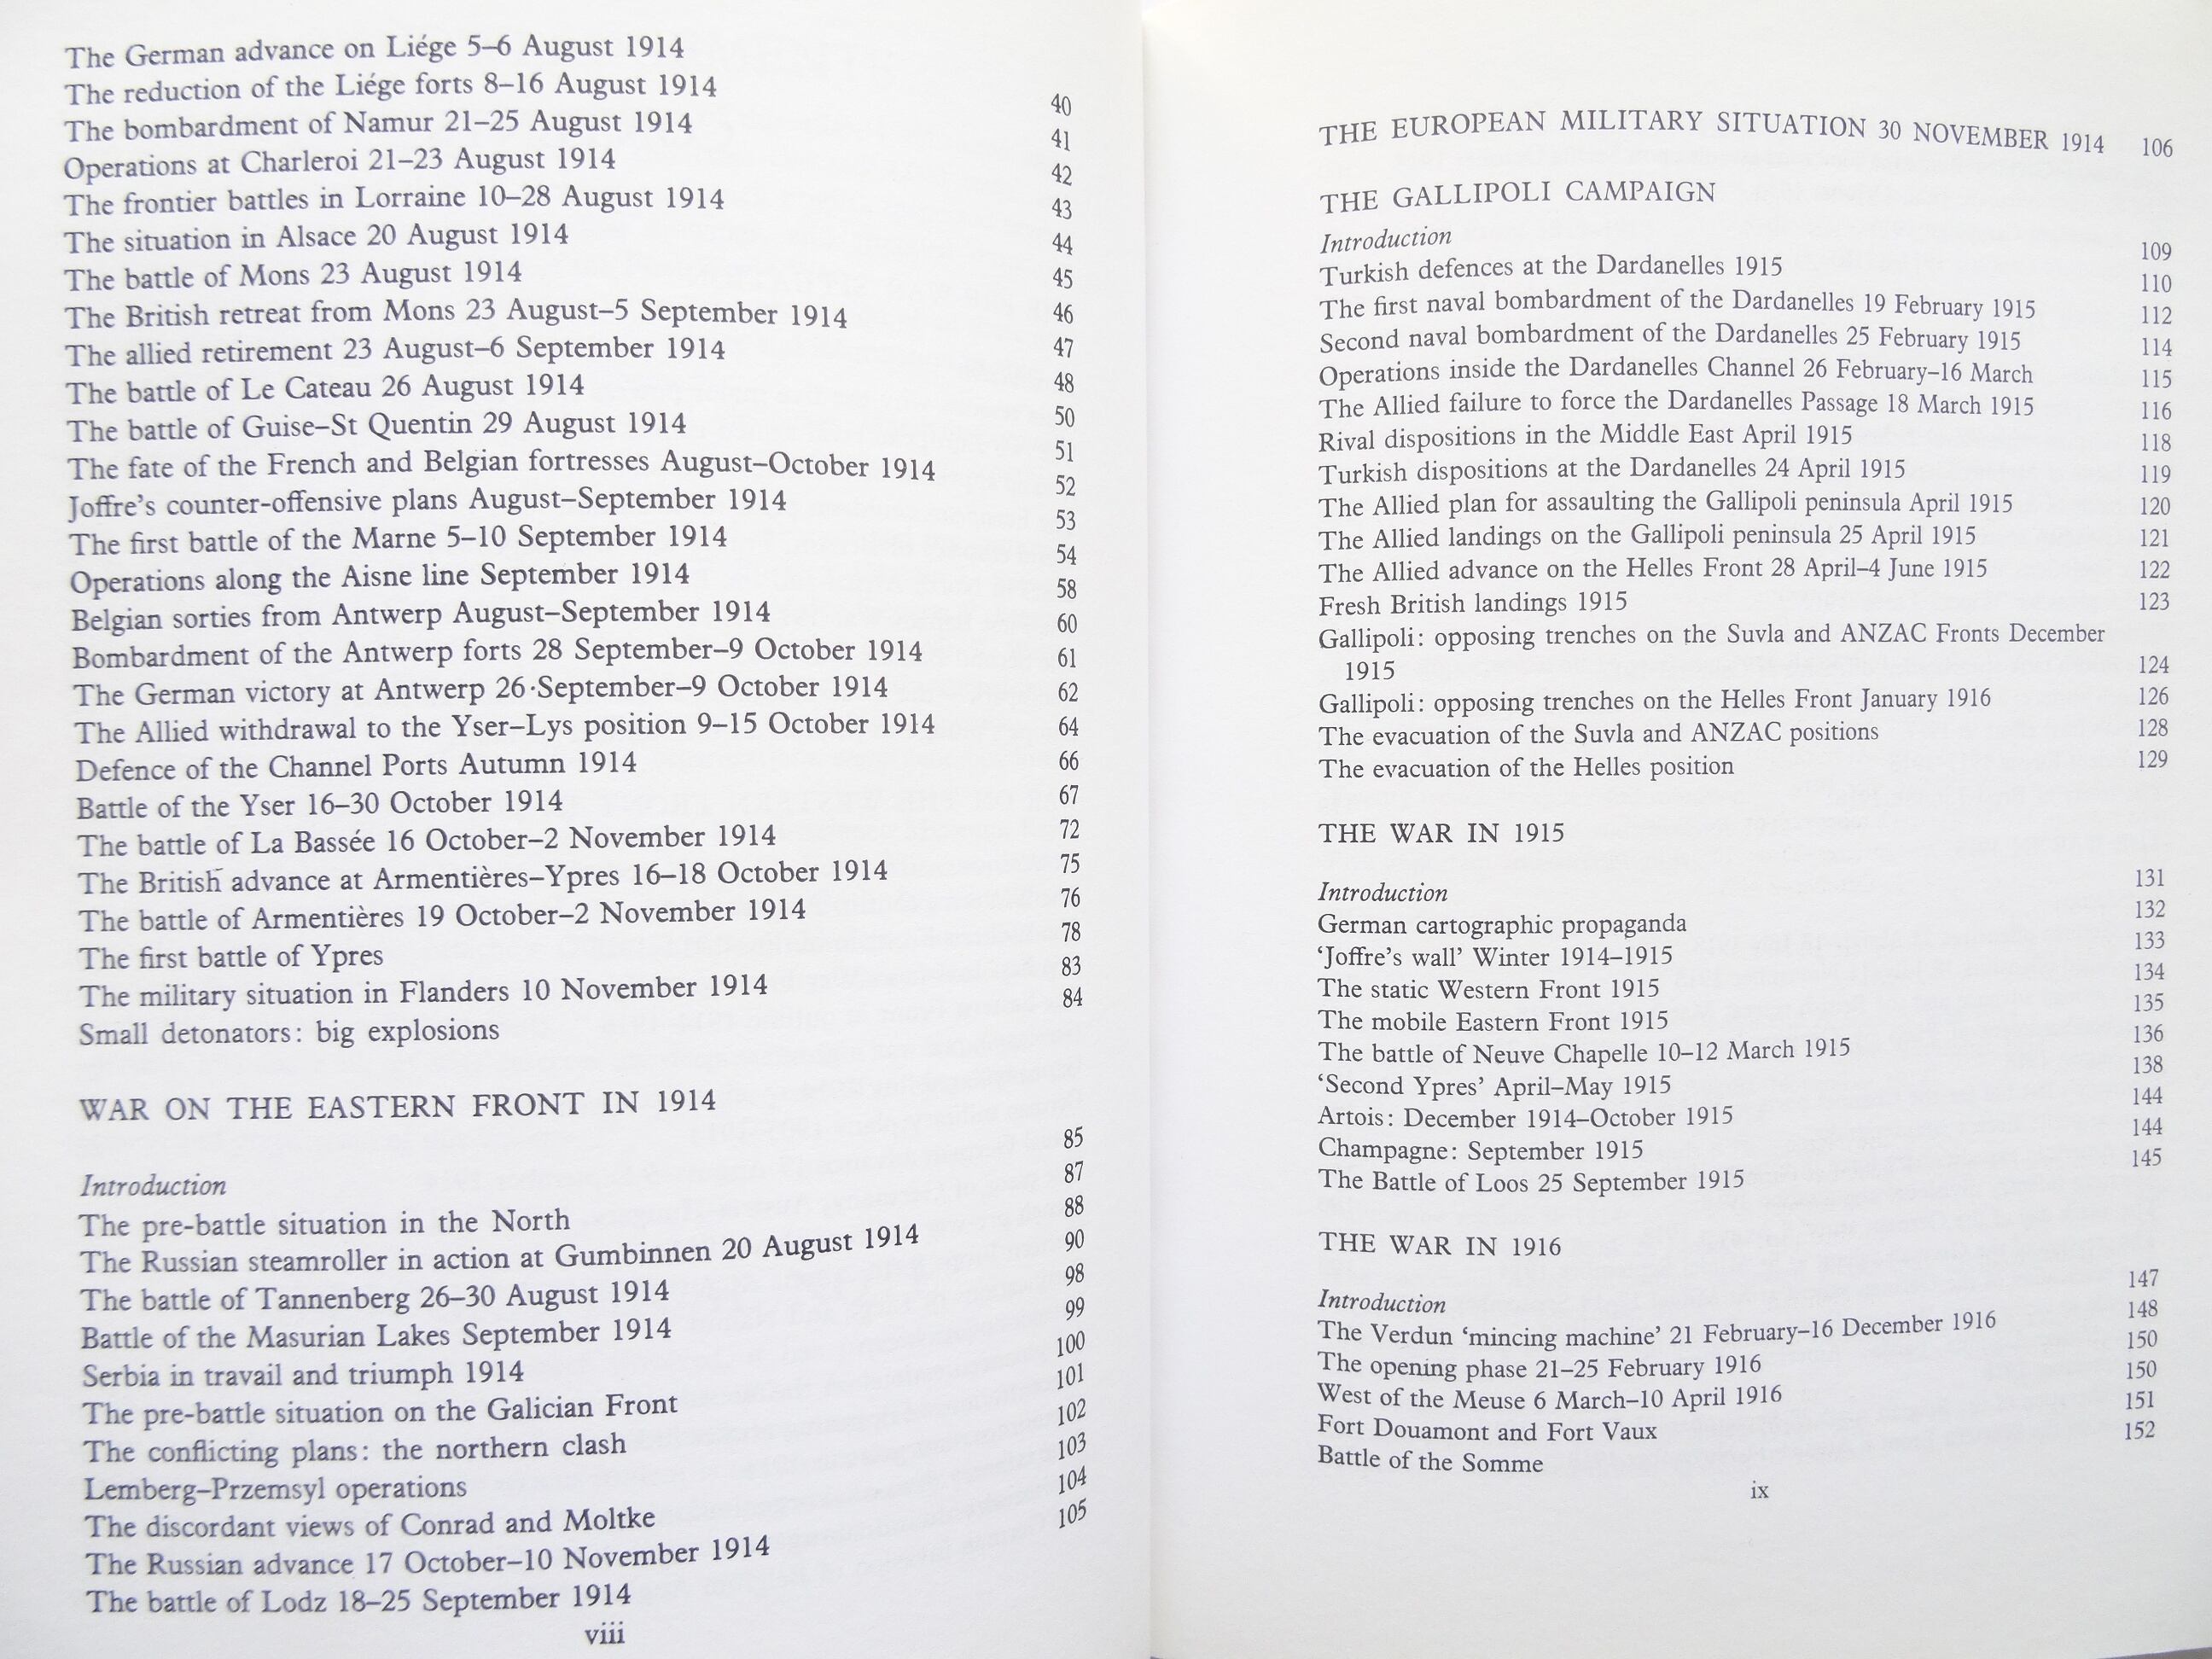 The German advance on Liége 5–6 August 1914 40
The reduction of the Liége forts 8–16 August 1914 41
The bombardment of Namur 21–25 August 1914 42
Operations at Charleroi 21–23 August 1914 43
The frontier battles in Lorraine 10–28 August 1914 44
The situation in Alsace 20 August 1914 45
The battle of Mons 23 August 1914 46
The British retreat from Mons 23 August–5 September 1914 47
The allied retirement 23 August–6 September 1914 48
The battle of Le Cateau 26 August 1914 50
The battle of Guise–St Quentin 29 August 1914 51
The fate of the French and Belgian fortresses August–October 1914 52
Joffre's counter-offensive plans August–September 1914 53
The first battle of the Marne 5–10 September 1914 54
Operations along the Aisne line September 1914 58
Belgian sorties from Antwerp August–September 1914 60
Bombardment of the Antwerp forts 28 September–9 October 1914 61
The German victory at Antwerp 26·September–9 October 1914 62
The Allied withdrawal to the Yser–Lys position 9–15 October 1914 64
Defence of the Channel Ports Autumn 1914 66
Battle of the Yser 16–30 October 1914 67
The battle of La Bassée 16 October–2 November 1914 72
The British advance at Armentières–Ypres 16–18 October 1914 75
The battle of Armentières 19 October–2 November 1914 76
The first battle of Ypres 78
The military situation in Flanders 10 November 1914 83
Small detonators: big explosions 84
WAR ON THE EASTERN FRONT IN 1914
Introduction 85
The pre-battle situation in the North 87
The Russian steamroller in action at Gumbinnen 20 August 1914 88
The battle of Tannenberg 26–30 August 1914 90
Battle of the Masurian Lakes September 1914 98
Serbia in travail and triumph 1914 99
The pre-battle situation on the Galician Front 100
The conflicting plans: the northern clash 101
Lemberg–Przemsyl operations 102
The discordant views of Conrad and Moltke 103
The Russian advance 17 October–10 November 1914 104
The battle of Lodz 18–25 September 1914 105
viii
THE EUROPEAN MILITARY SITUATION 30 NOVEMBER 1914 106
THE GALLIPOLI CAMPAIGN
Introduction 109
Turkish defences at the Dardanelles 1915 110
The first naval bombardment of the Dardanelles 19 February 1915 112
Second naval bombardment of the Dardanelles 25 February 1915 114
Operations inside the Dardanelles Channel 26 February–16 March 115
The Allied failure to force the Dardanelles Passage 18 March 1915 116
Rival dispositions in the Middle East April 1915 118
Turkish dispositions at the Dardanelles 24 April 1915 119
The Allied plan for assaulting the Gallipoli peninsula April 1915 120
The Allied landings on the Gallipoli peninsula 25 April 1915 121
The Allied advance on the Helles Front 28 April–4 June 1915 122
Fresh British landings 1915 123
Gallipoli: opposing trenches on the Suvla and ANZAC Fronts December
1915 124
Gallipoli: opposing trenches on the Helles Front January 1916 126
The evacuation of the Suvla and ANZAC positions 128
The evacuation of the Helles position 129
THE WAR IN 1915
Introduction 131
German cartographic propaganda 132
'Joffre's wall' Winter 1914–1915 133
The static Western Front 1915 134
The mobile Eastern Front 1915 135
The battle of Neuve Chapelle 10–12 March 1915 136
'Second Ypres' April–May 1915 138
Artois: December 1914–October 1915 144
Champagne: September 1915 144
The Battle of Loos 25 September 1915 145
THE WAR IN 1916
Introduction 147
The Verdun 'mincing machine' 21 February–16 December 1916 148
The opening phase 21–25 February 1916 150
West of the Meuse 6 March–10 April 1916 150
Fort Douamont and Fort Vaux 151
Battle of the Somme 152
ix